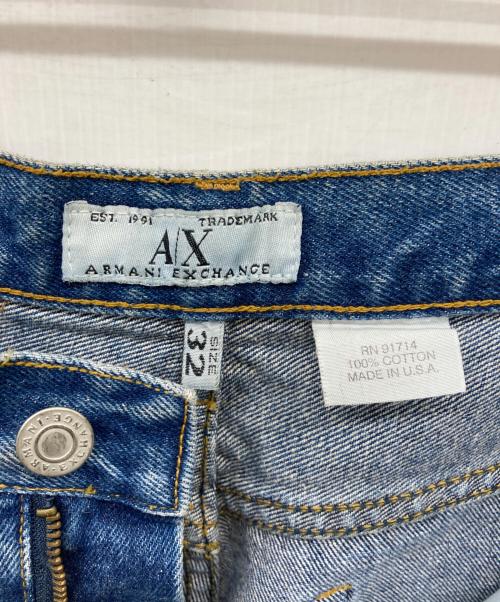 EST. 1991 TRADEMARK
A/X
ARMANI EXCHANGE
SIZE
32
RN 91714
100% COTTON
MADE IN U.S.A.